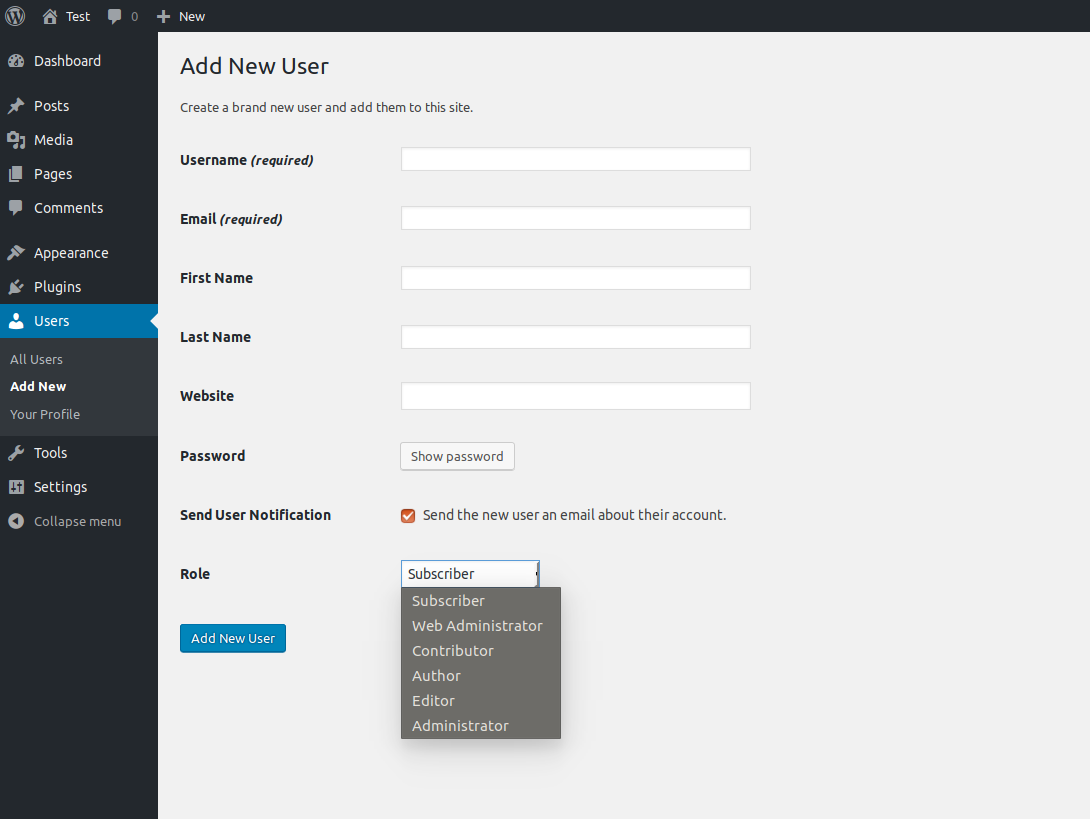 Test 0 New
Dashboard
Posts
Media
Pages
Comments
Appearance
Plugins
Users
All Users
Add New
Your Profile
Tools
Settings
Collapse menu
Add New User
Create a brand new user and add them to this site.
Username (required)
Email (required)
First Name
Last Name
Website
Password Show password
Send User Notification Send the new user an email about their account.
Role Subscriber
Subscriber
Web Administrator
Contributor
Author
Editor
Administrator
Add New User